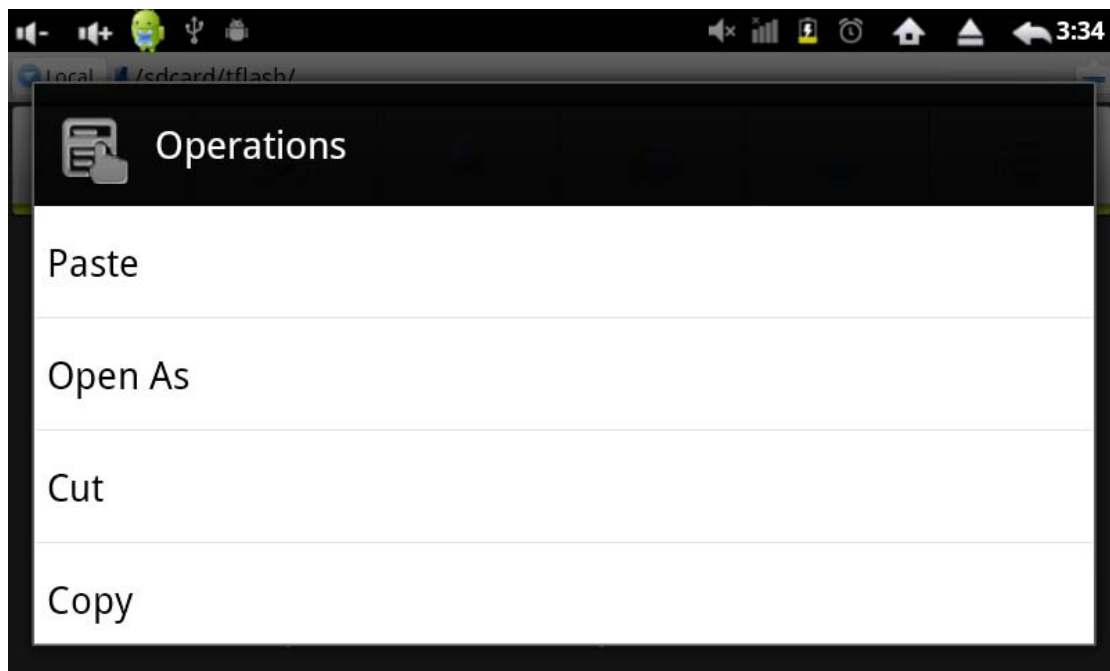 3:34
Local /sdcard/tflash/
Operations
Paste
Open As
Cut
Copy